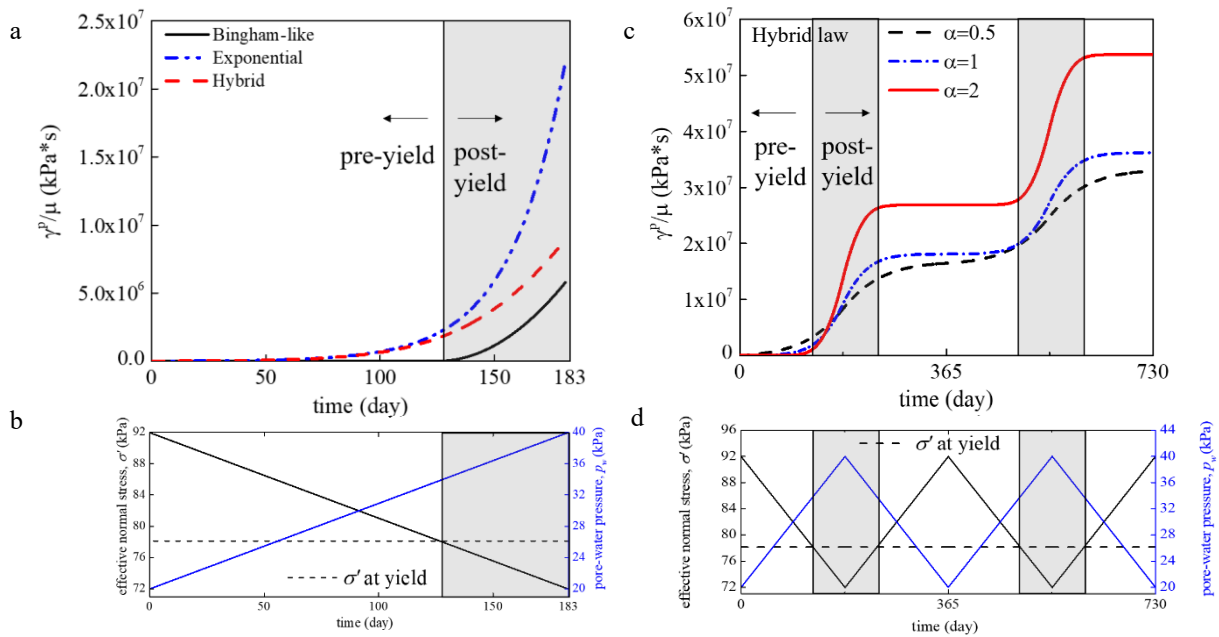 a
2.5x10⁷
2.0x10⁷
1.5x10⁷
1.0x10⁷
5.0x10⁶
0.0
γᵖ/μ (kPa*s)
Bingham-like
Exponential
Hybrid
pre-yield
post-
yield
0
50
100
150
183
time (day)
b
92
88
84
80
76
72
effective normal stress, σ′ (kPa)
σ′ at yield
40
36
32
28
24
20
pore-water pressure, p_w (kPa)
0
50
100
150
183
time (day)
c
6x10⁷
5x10⁷
4x10⁷
3x10⁷
2x10⁷
1x10⁷
0
γᵖ/μ (kPa*s)
Hybrid law
α=0.5
α=1
α=2
pre-
yield
post-
yield
0
365
730
time (day)
d
96
92
88
84
80
76
72
effective normal stress, σ′ (kPa)
σ′ at yield
44
40
36
32
28
24
20
pore-water pressure, p_w (kPa)
0
365
730
time (day)